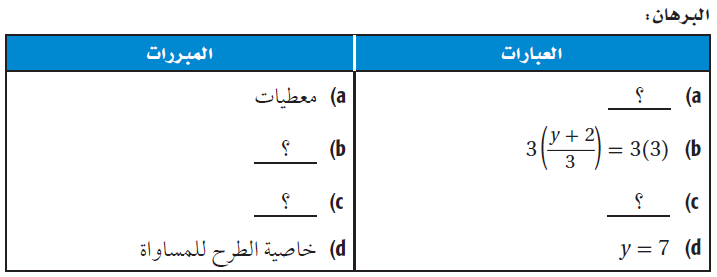 البرهان:
العبارات	المبررات
a) ؟	a) معطيات
b) 3((y + 2)/3) = 3(3)	b) ؟
c) ؟	c) ؟
d) y = 7	d) خاصية الطرح للمساواة